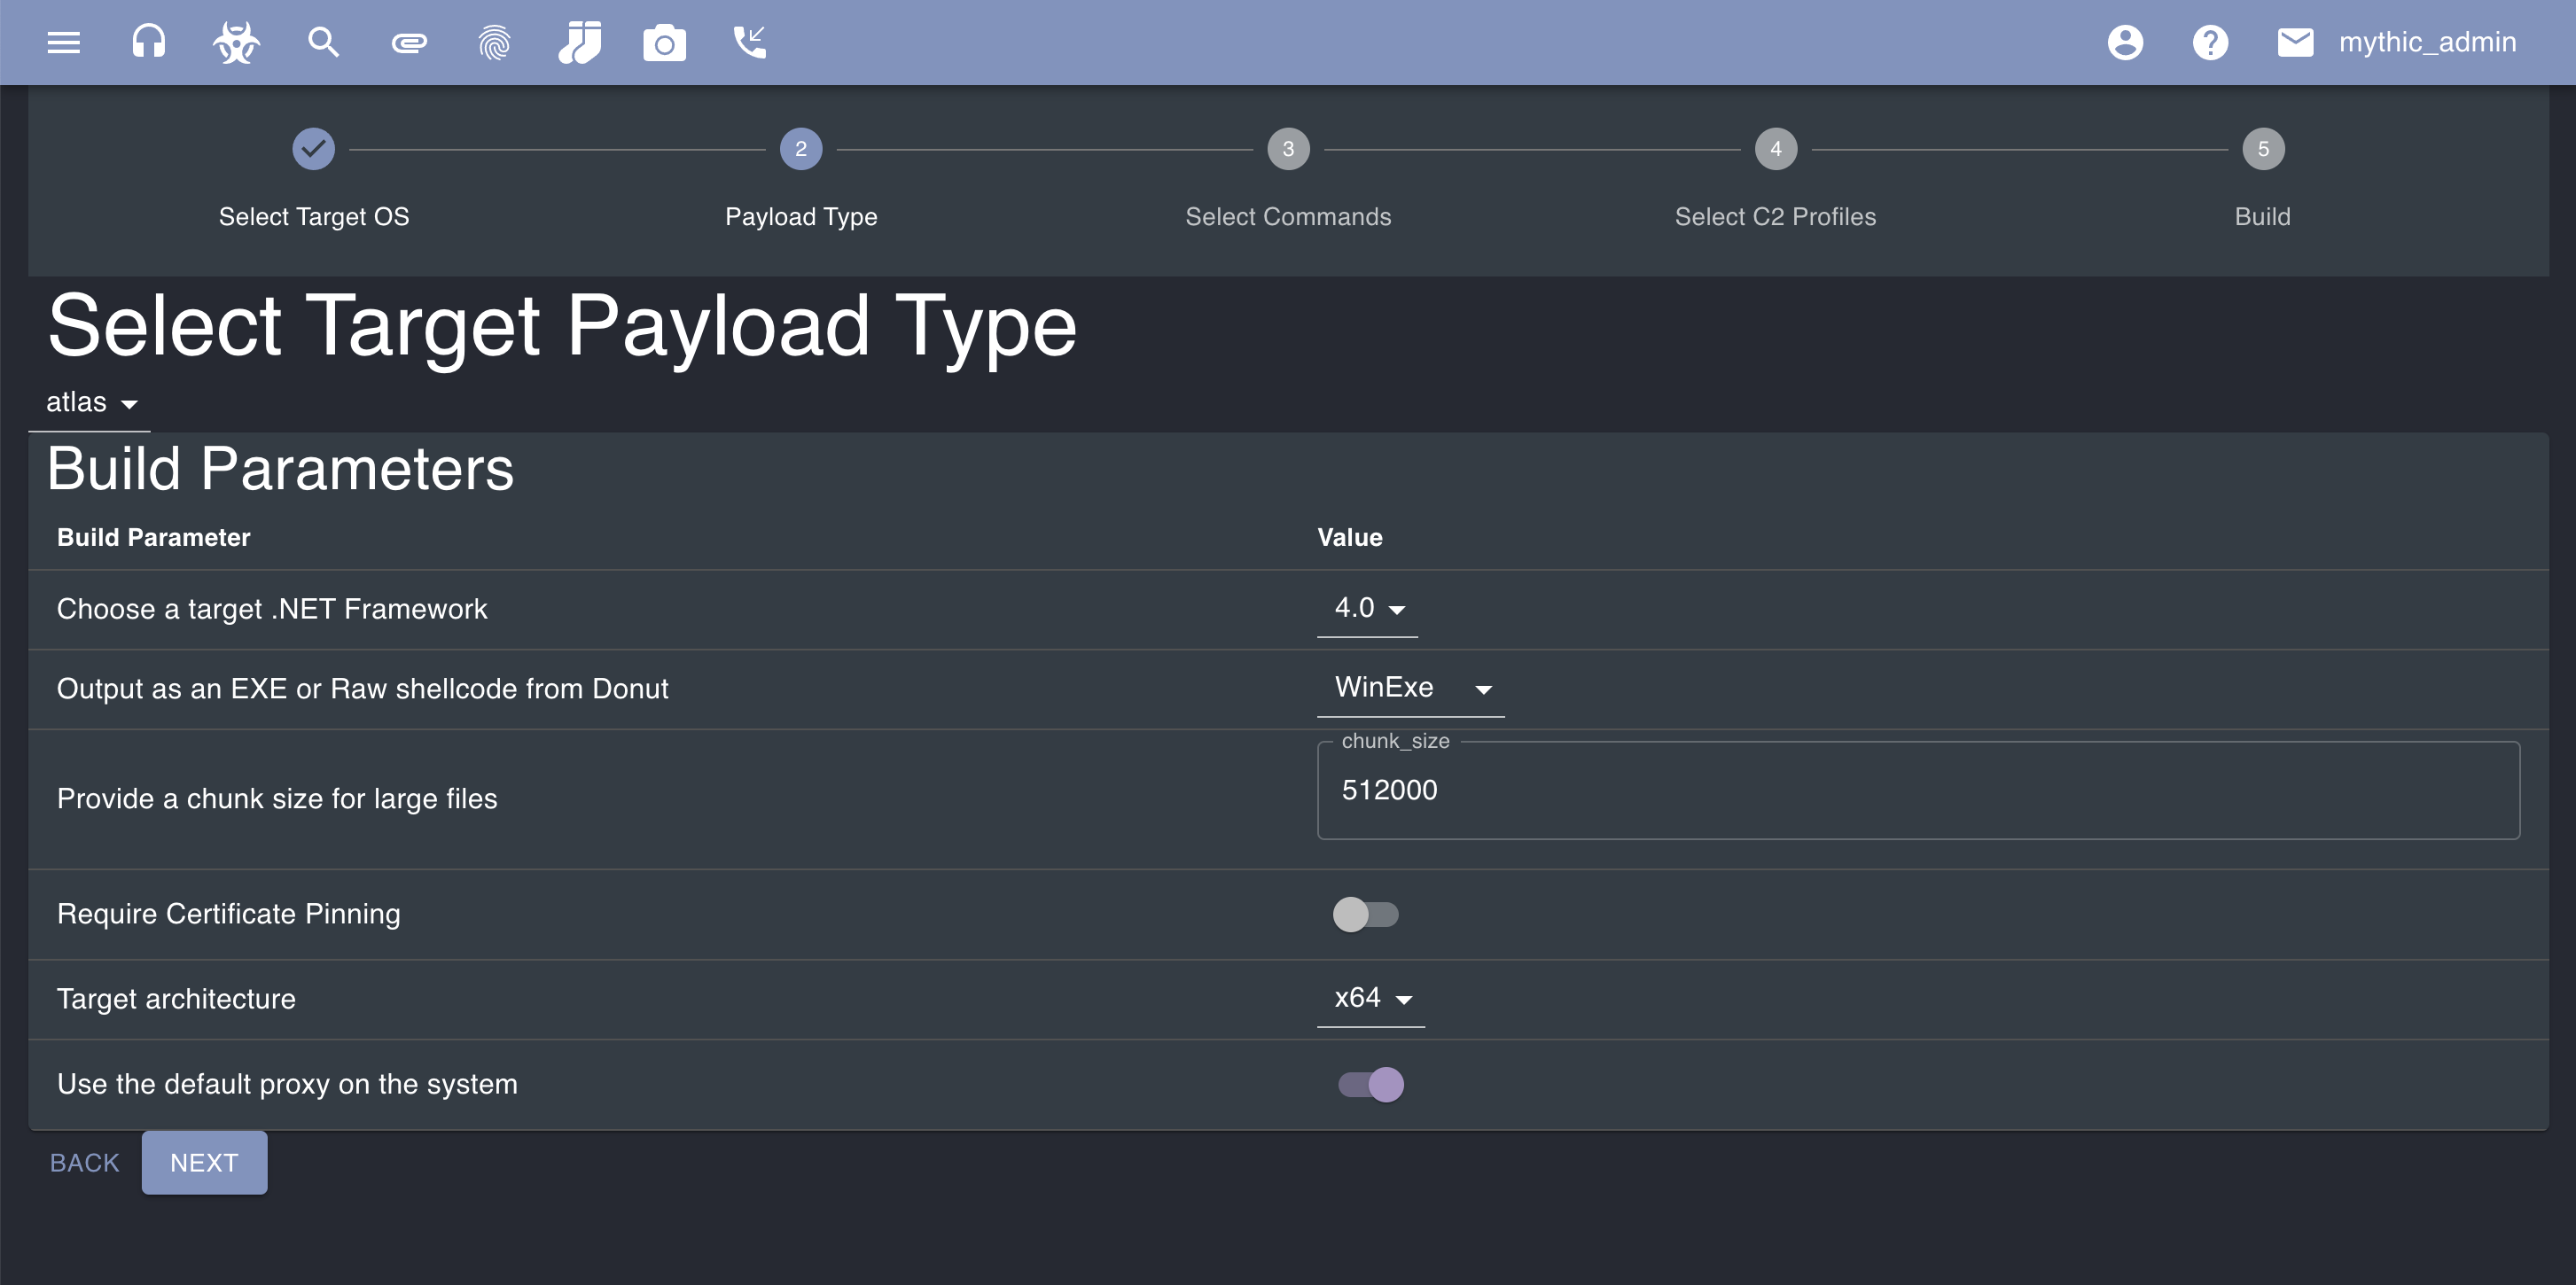 mythic_admin
2 3 4 5
Select Target OS Payload Type Select Commands Select C2 Profiles Build
Select Target Payload Type
atlas
Build Parameters
Build Parameter Value
Choose a target .NET Framework 4.0
Output as an EXE or Raw shellcode from Donut WinExe
chunk_size
Provide a chunk size for large files 512000
Require Certificate Pinning
Target architecture x64
Use the default proxy on the system
BACK NEXT